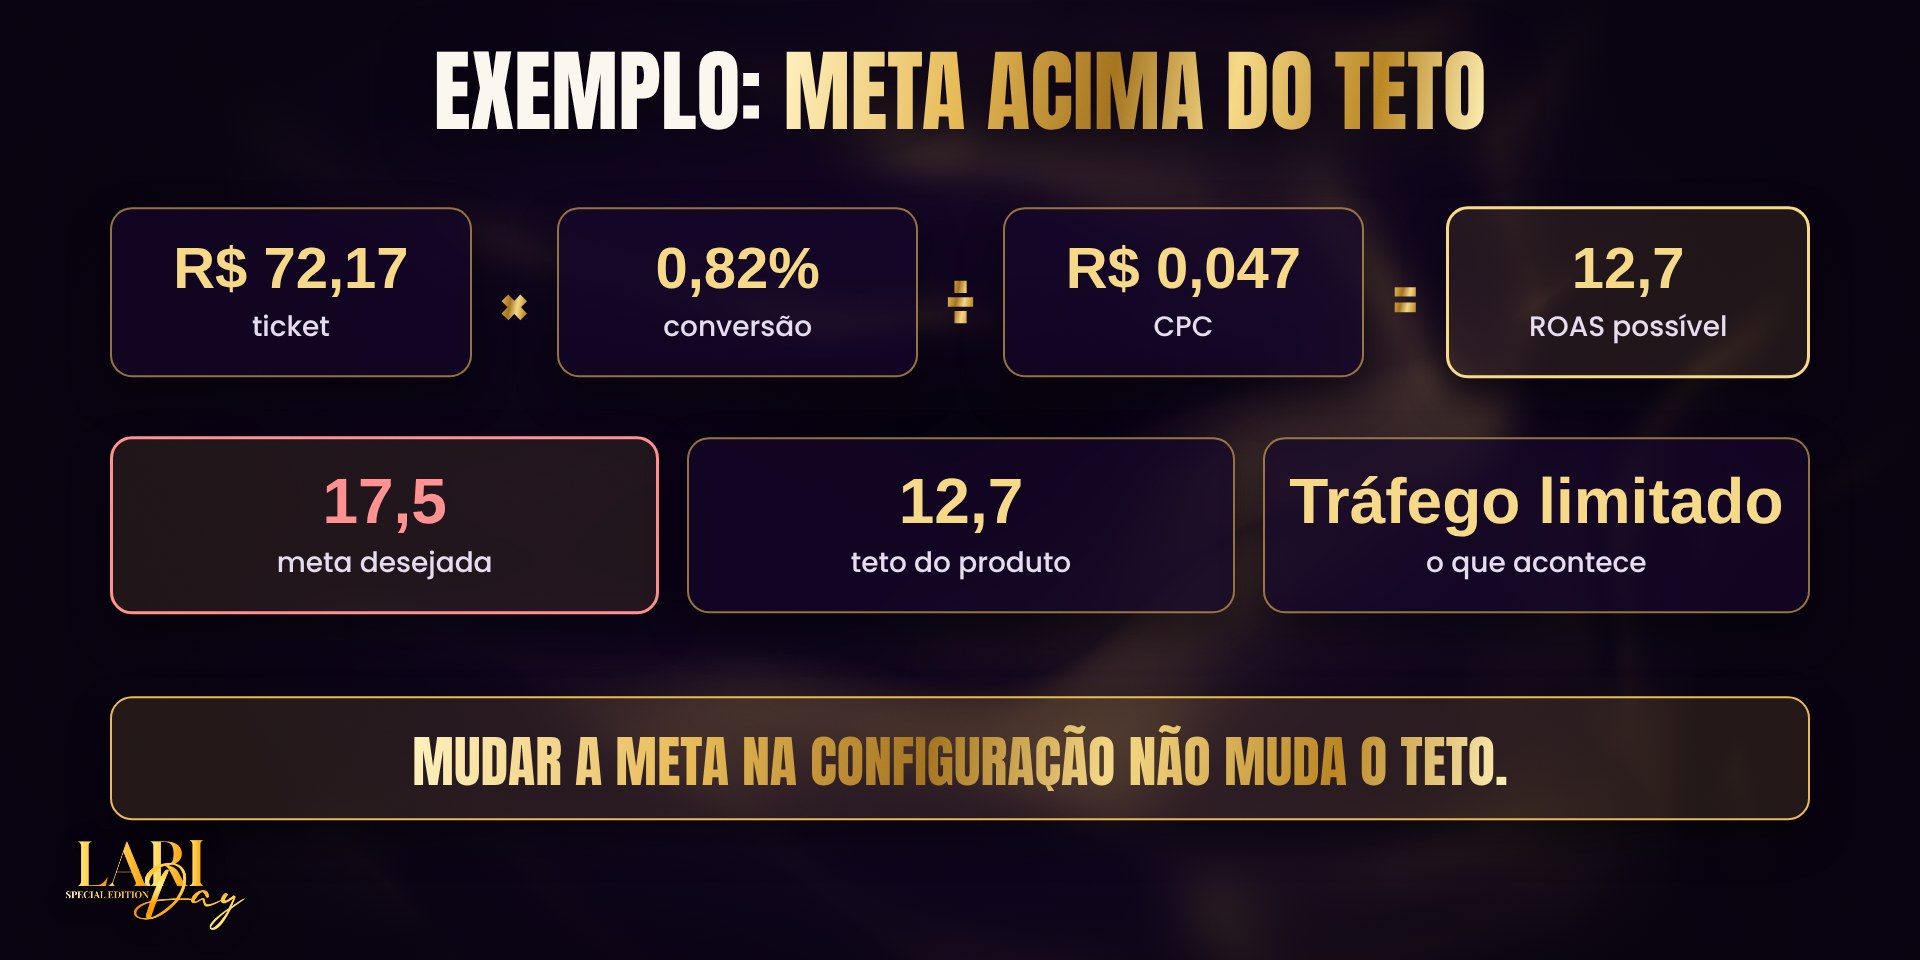 EXEMPLO: META ACIMA DO TETO
R$ 72,17
ticket
×
0,82%
conversão
÷
R$ 0,047
CPC
=
12,7
ROAS possível
17,5
meta desejada
12,7
teto do produto
Tráfego limitado
o que acontece
MUDAR A META NA CONFIGURAÇÃO NÃO MUDA O TETO.
LABI
SPECIAL EDITION
Day